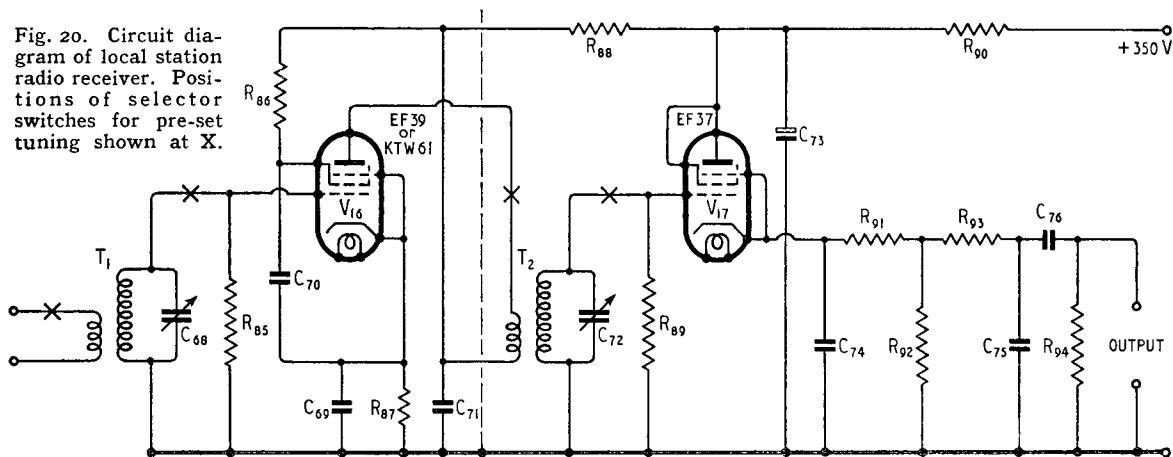 Fig. 20. Circuit dia-
gram of local station
radio receiver. Posi-
tions of selector
switches for pre-set
tuning shown at X.
R88
R90
+350 V
R86
EF39
or
KTW61
EF37
C73
V16
V17
R91
R93
C76
T1
T2
C70
C68
R85
C72
R89
C74
R92
C75
R94
OUTPUT
C69
R87
C71